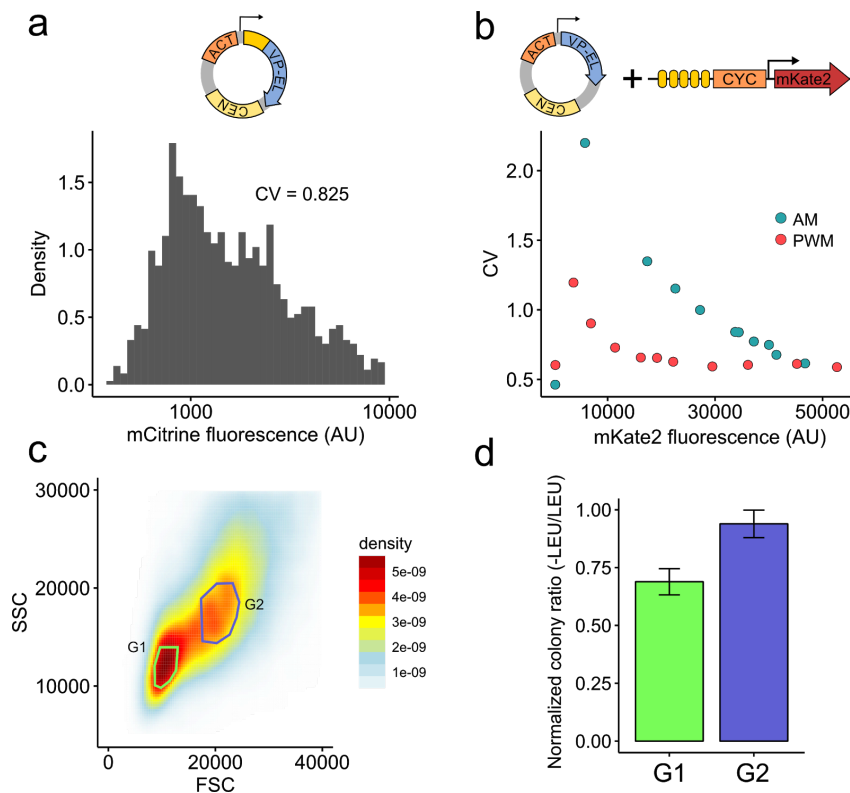 a
ACT
VP-EL
CEN
CV = 0.825
Density
1.5
1.0
0.5
0.0
1000
10000
mCitrine fluorescence (AU)
b
ACT
VP-EL
CEN
+
CYC
mKate2
CV
2.0
1.5
1.0
0.5
AM
PWM
10000
30000
50000
mKate2 fluorescence (AU)
c
SSC
30000
20000
10000
G1
G2
density
5e-09
4e-09
3e-09
2e-09
1e-09
0
20000
40000
FSC
d
Normalized colony ratio (-LEU/LEU)
1.00
0.75
0.50
0.25
0.00
G1
G2